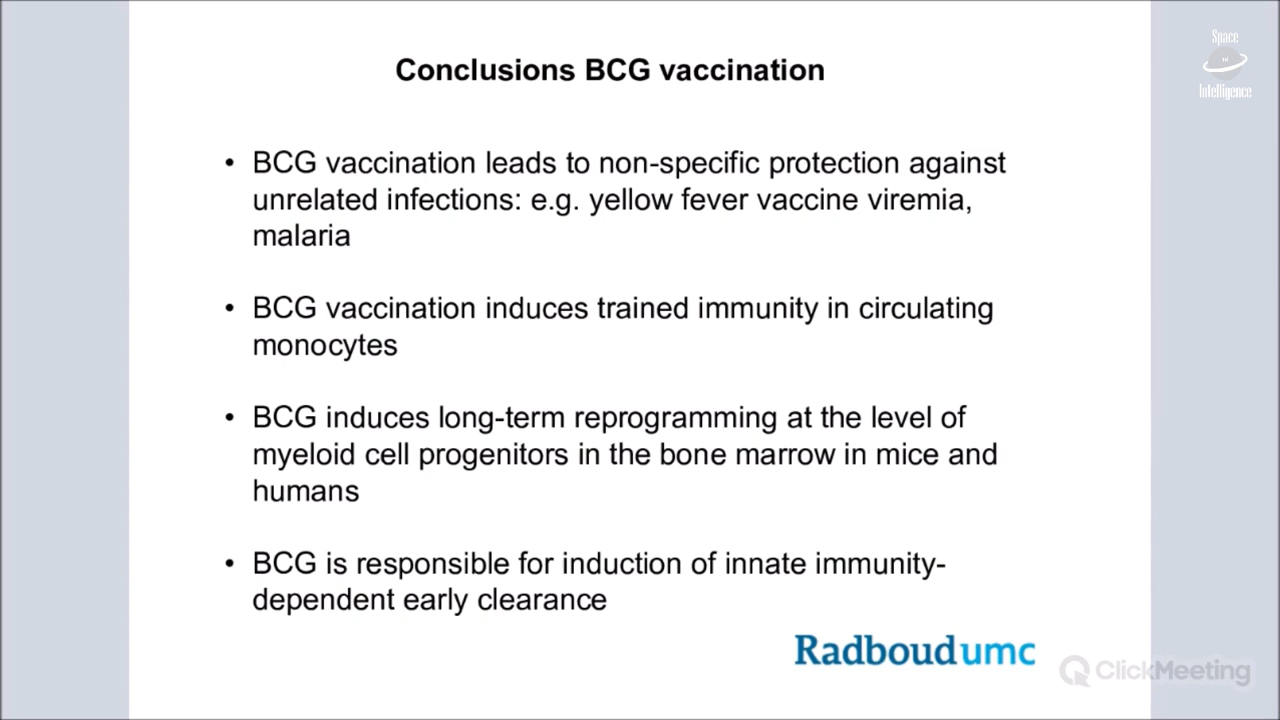 Conclusions BCG vaccination
Space
Intelligence
• BCG vaccination leads to non-specific protection against
unrelated infections: e.g. yellow fever vaccine viremia,
malaria
• BCG vaccination induces trained immunity in circulating
monocytes
• BCG induces long-term reprogramming at the level of
myeloid cell progenitors in the bone marrow in mice and
humans
• BCG is responsible for induction of innate immunity-
dependent early clearance
Radboudumc
ClickMeeting